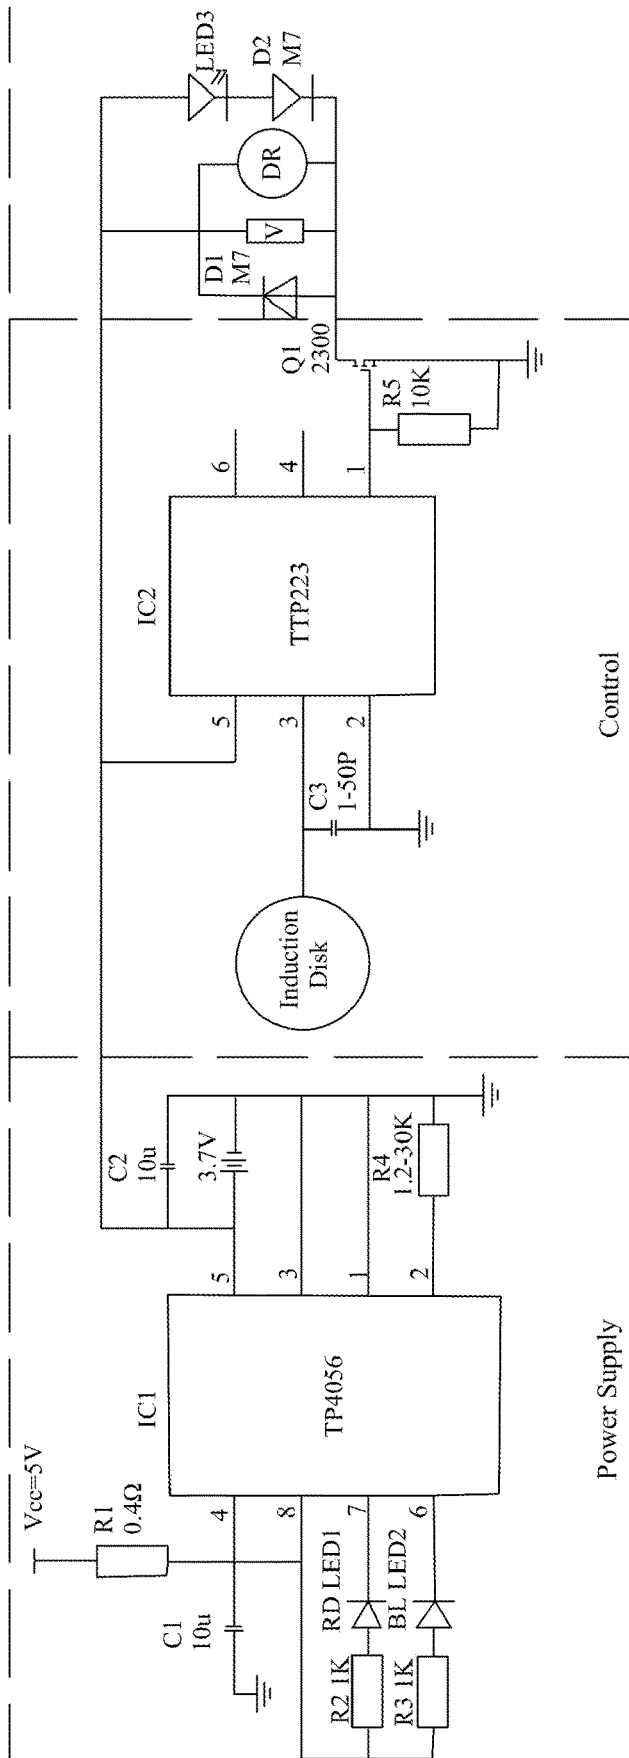 Vcc=5V
R1
0.4Ω
C1
10u
4
8
7
6
R2 1K
RD LED1
R3 1K
BL LED2
IC1
TP4056
5
3
1
2
C2
10u
3.7V
R4
1.2-30K
Power Supply
Induction
Disk
C3
1-50P
5
3
2
IC2
TTP223
6
4
1
R5
10K
Q1
2300
Control
D1
M7
V
DR
LED3
D2
M7